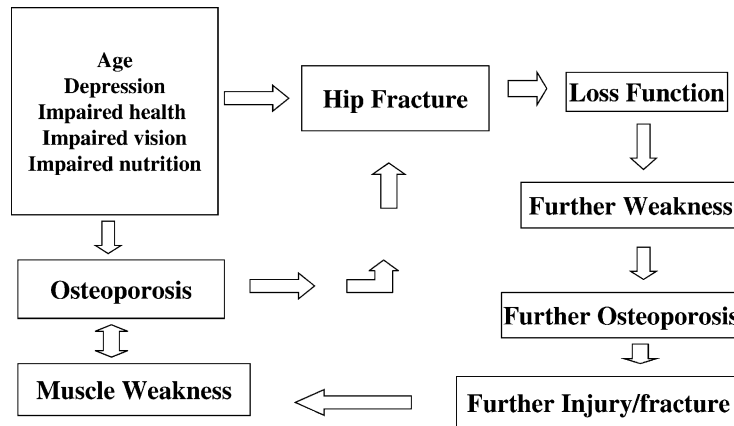 Age
Depression
Impaired health
Impaired vision
Impaired nutrition
Hip Fracture
Loss Function
Further Weakness
Osteoporosis
Further Osteoporosis
Muscle Weakness
Further Injury/fracture